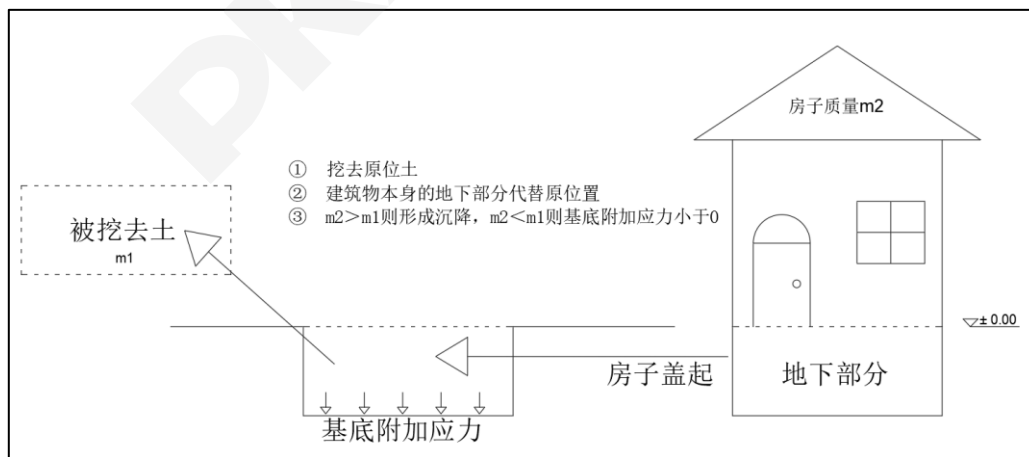 房子质量m2
① 挖去原位土
② 建筑物本身的地下部分代替原位置
③ m2>m1则形成沉降，m2<m1则基底附加应力小于0
被挖去土
m1
± 0.00
房子盖起
地下部分
基底附加应力